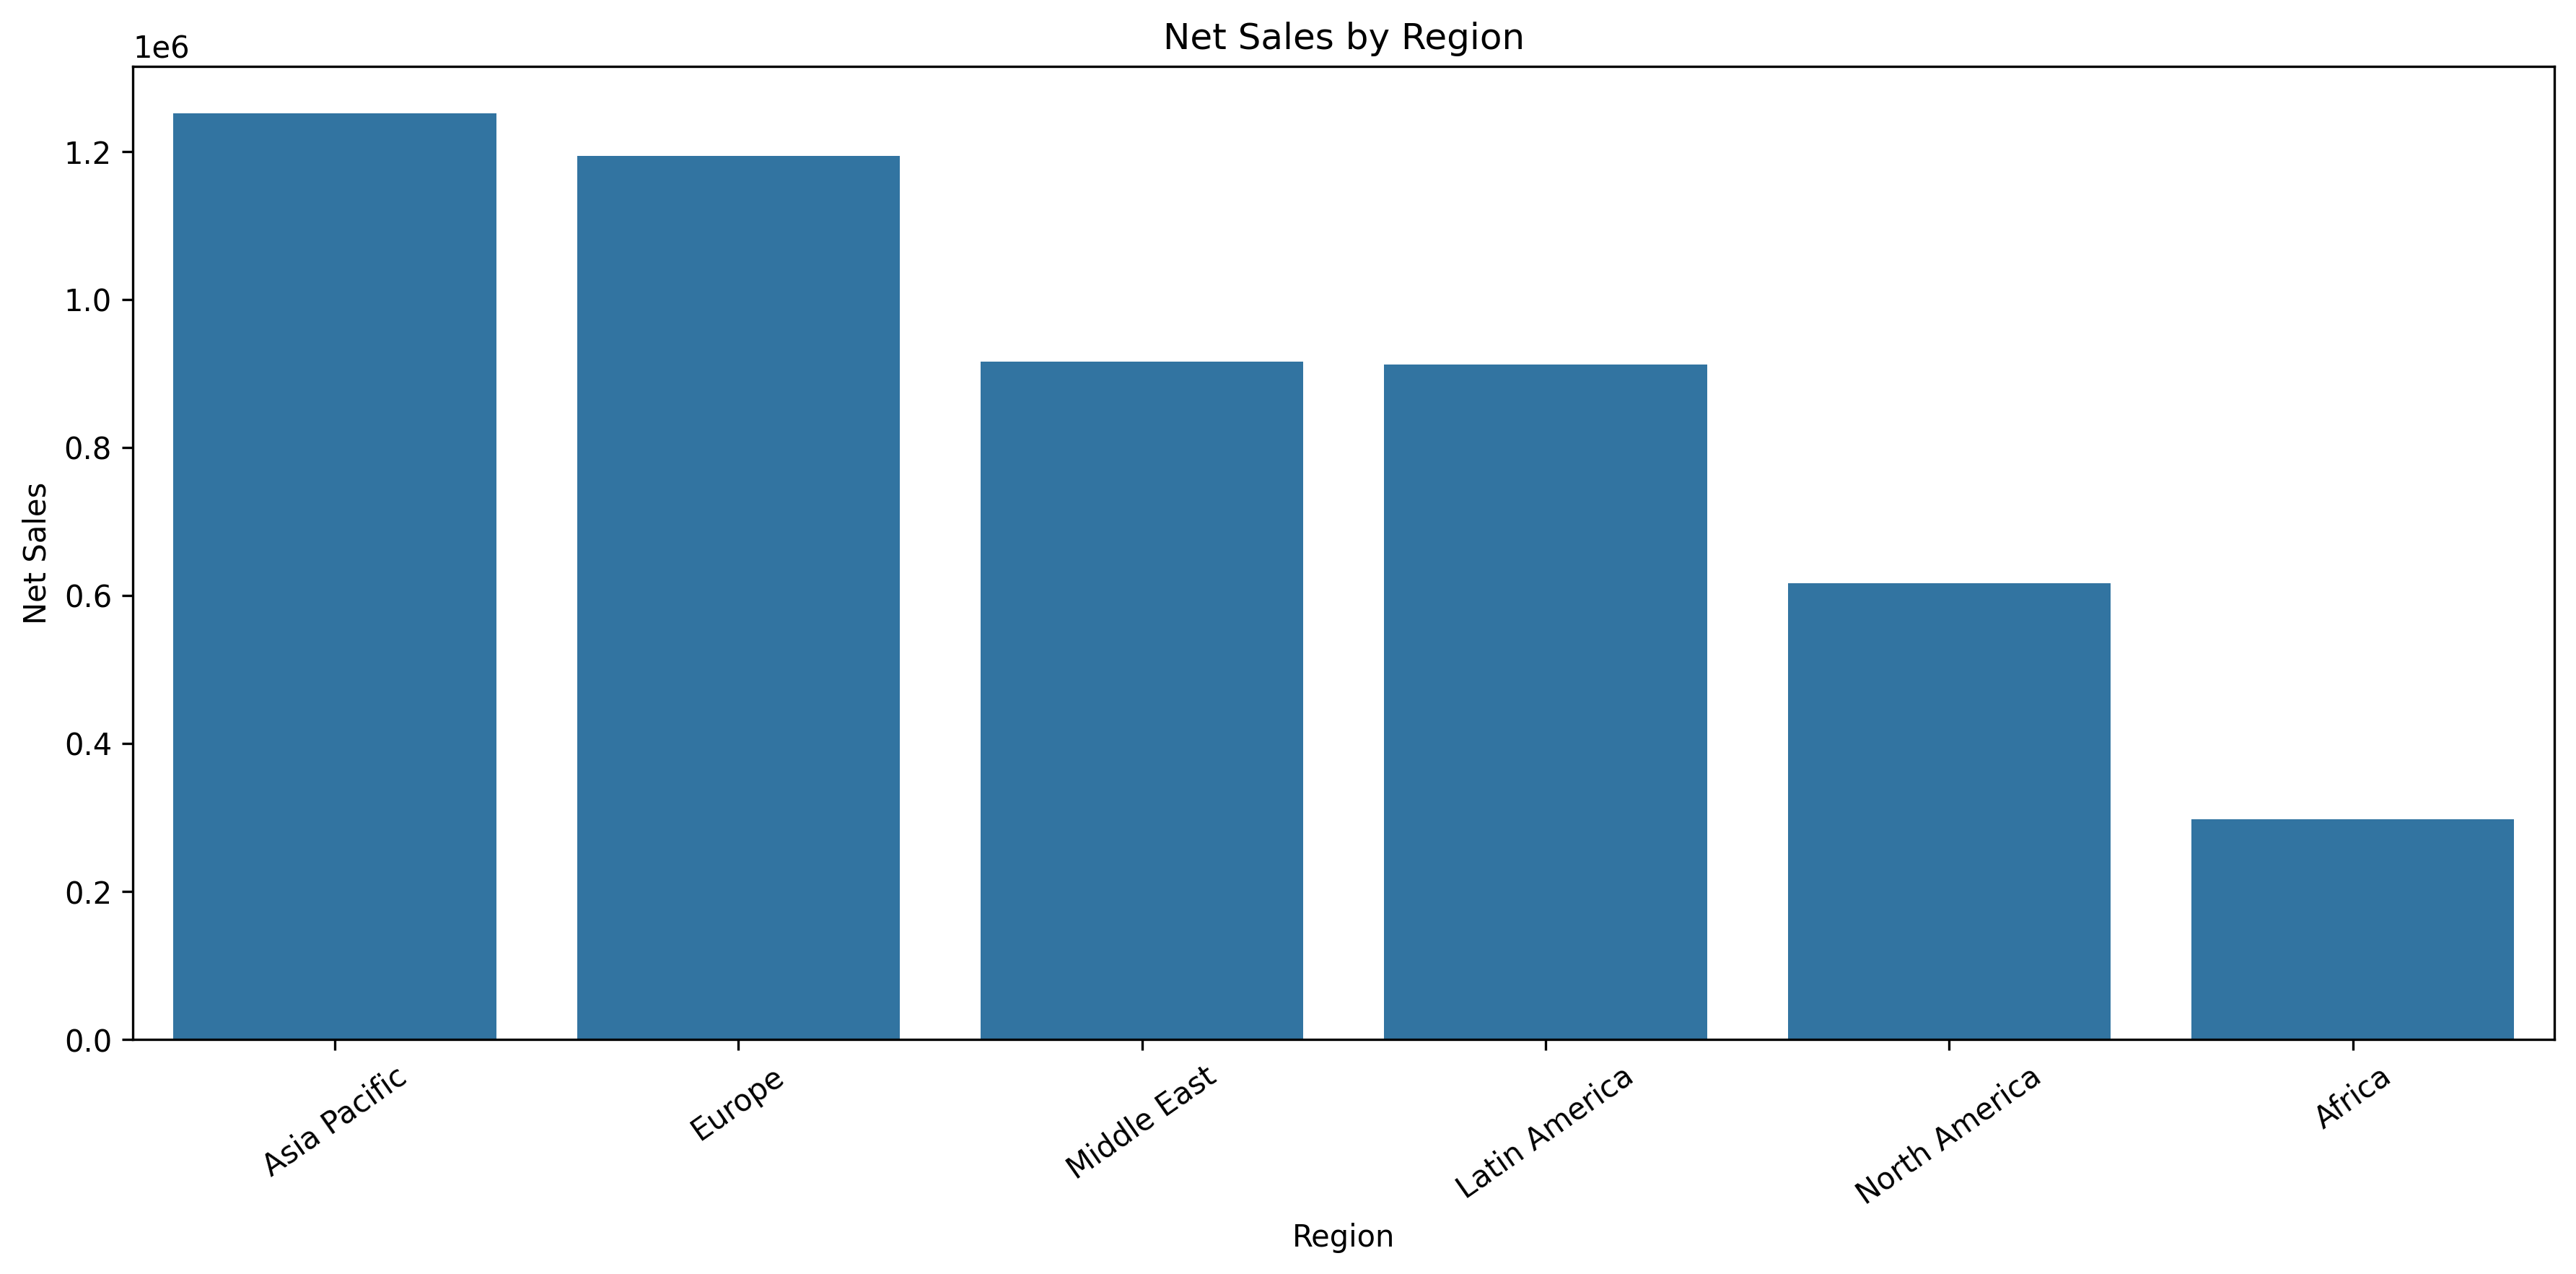 Net Sales by Region
1e6
1.2
1.0
0.8
0.6
0.4
0.2
0.0
Net Sales
Asia Pacific
Europe
Middle East
Latin America
North America
Africa
Region